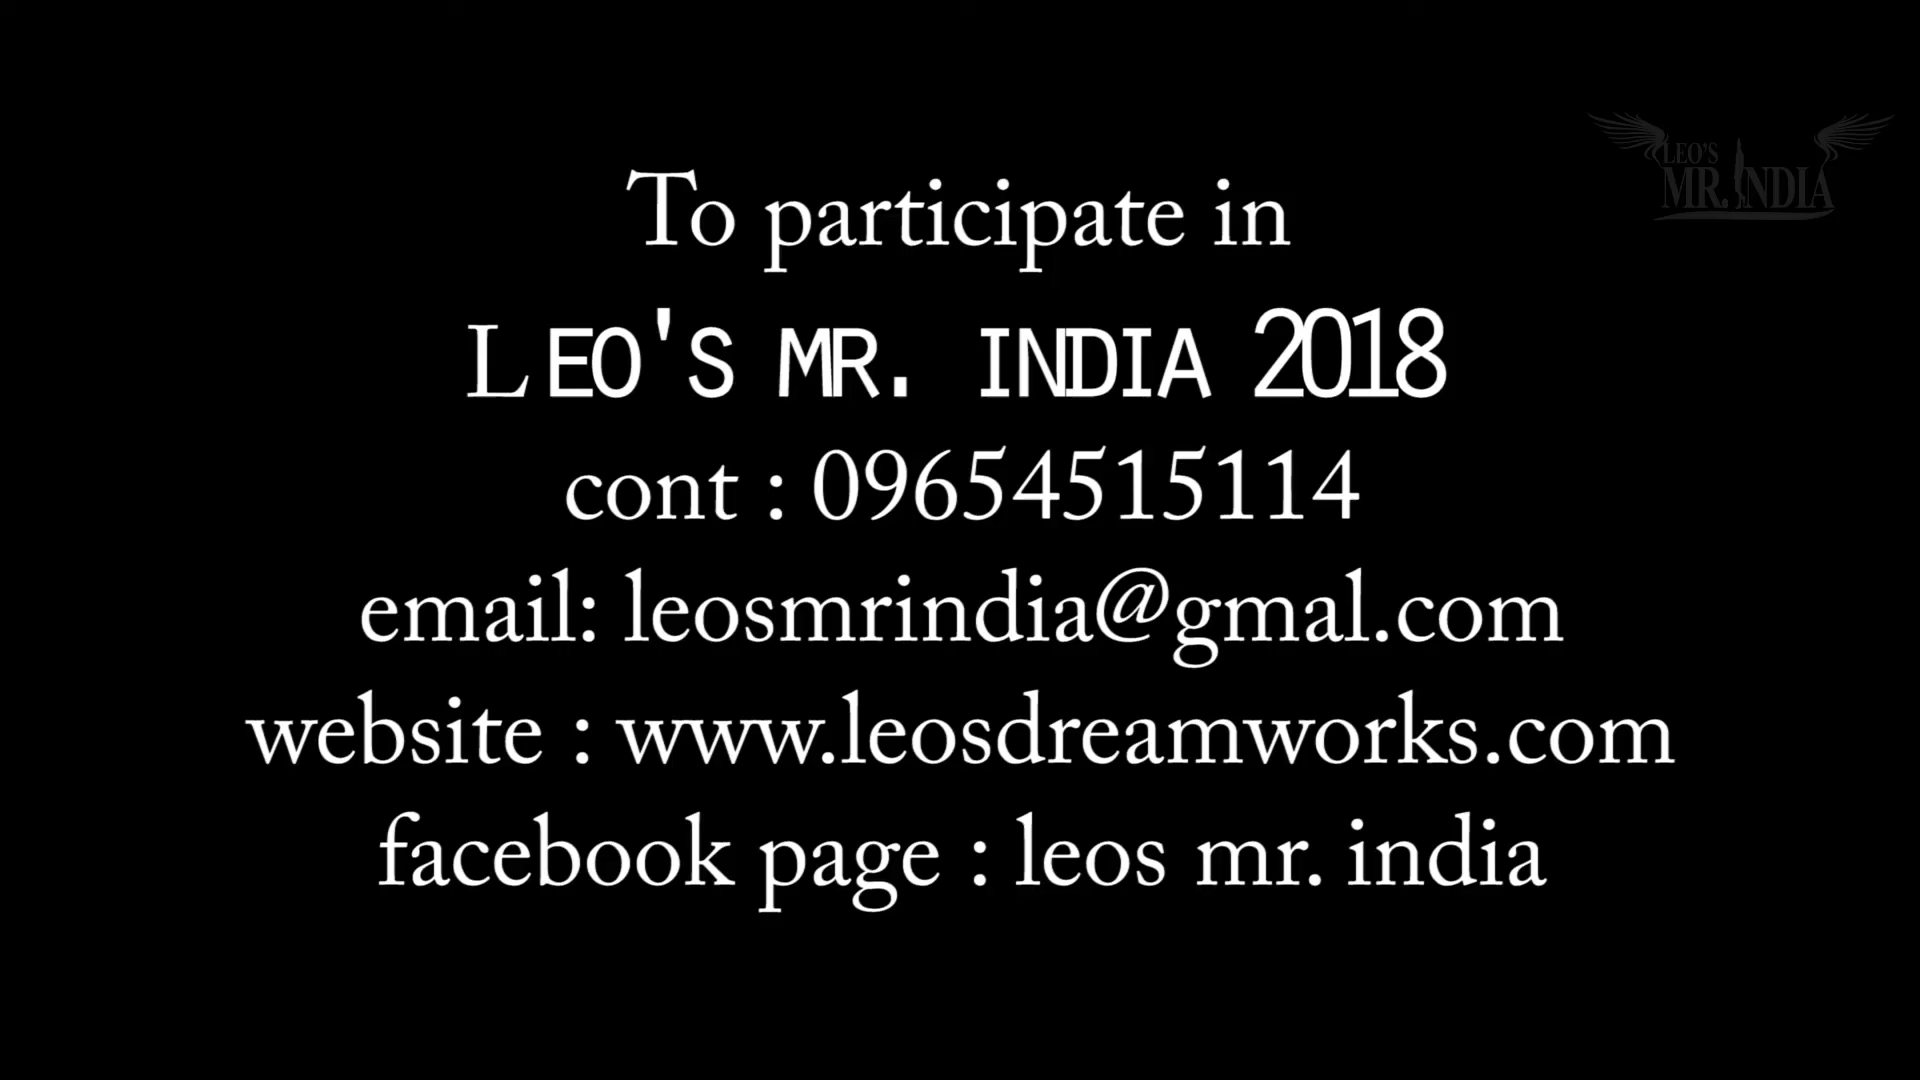 LEO'S
MR. INDIA
To participate in
LEO'S MR. INDIA 2018
cont : 09654515114
email: leosmrindia@gmal.com
website : www.leosdreamworks.com
facebook page : leos mr. india